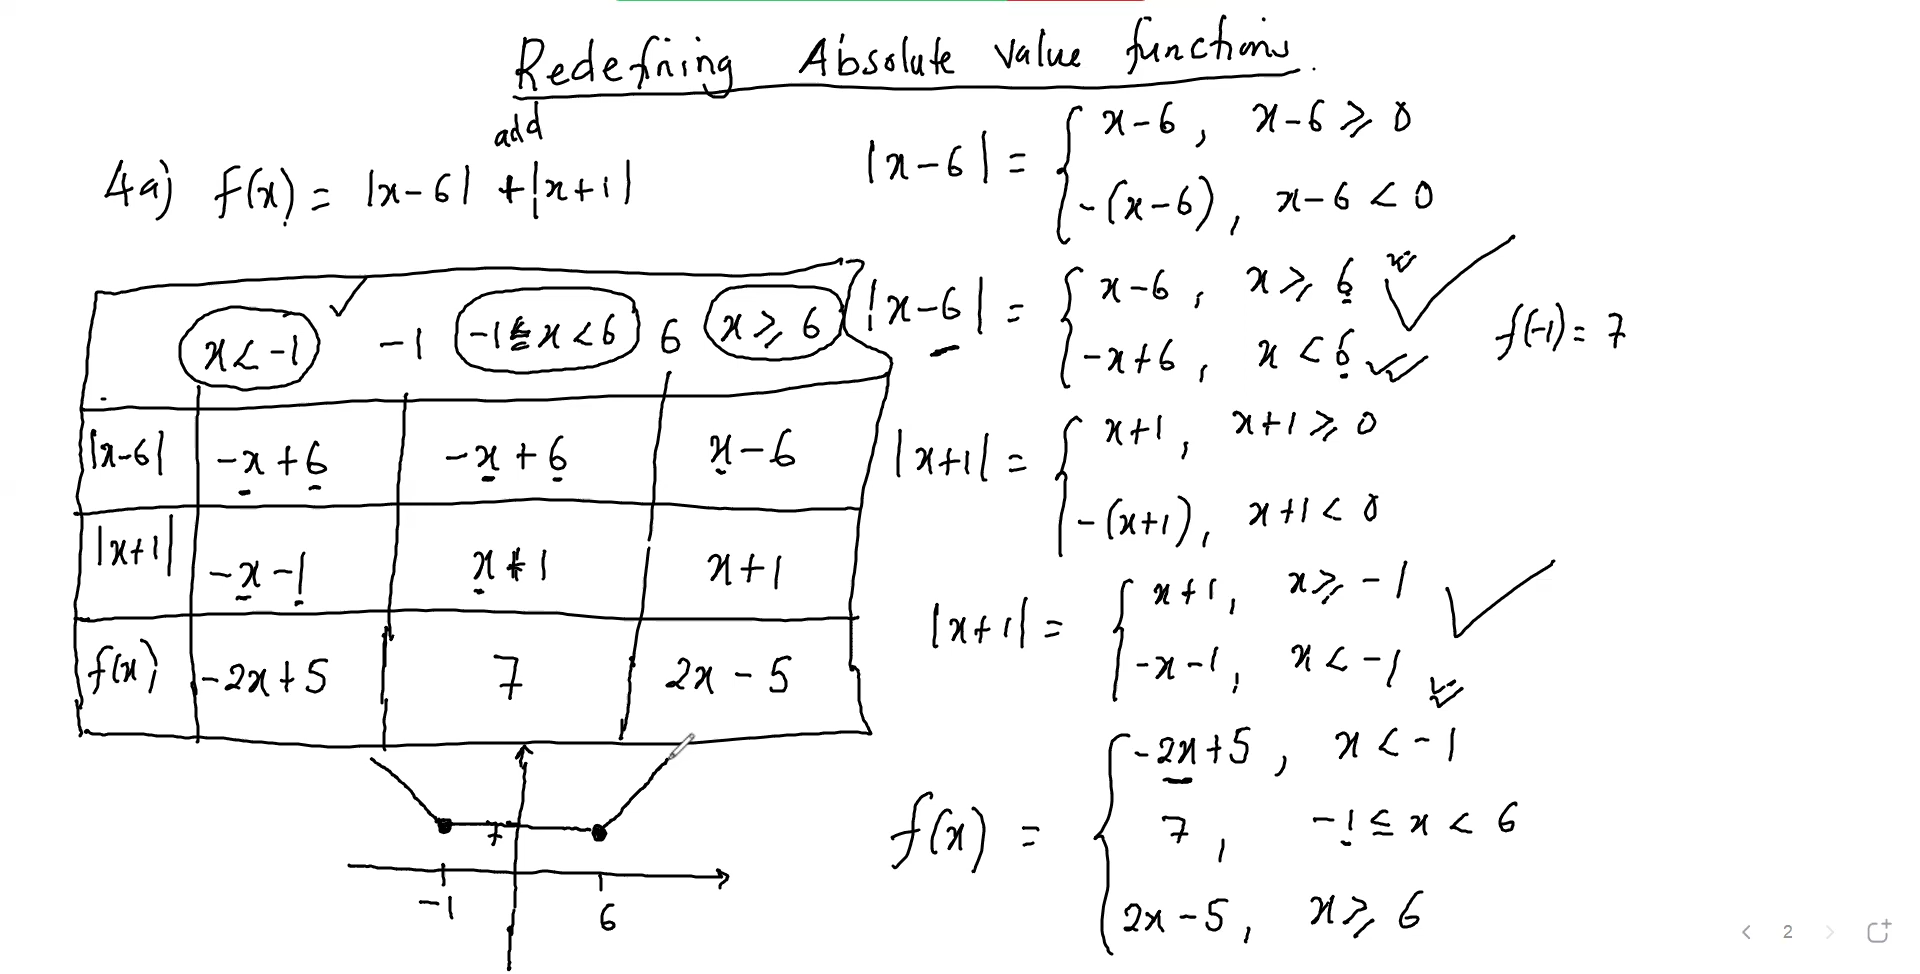 Redefining Absolute value functions.
add
4a) f(x) = |x-6| + |x+1|
x < -1 ✓ -1 -1 ≤ x < 6 6 x ≥ 6
|x-6| -x+6 -x+6 x-6
|x+1| -x-1 x+1 x+1
f(x) -2x+5 7 2x-5
7
-1 6
|x-6| = { x-6, x-6 ≥ 0
-(x-6), x-6 < 0
|x-6| = { x-6, x ≥ 6 ✓
-x+6, x < 6 ✓
f(-1) = 7
|x+1| = { x+1, x+1 ≥ 0
-(x+1), x+1 < 0
|x+1| = { x+1, x ≥ -1 ✓
-x-1, x < -1 ✓
f(x) = { -2x+5, x < -1
7, -1 ≤ x < 6
2x-5, x ≥ 6
2